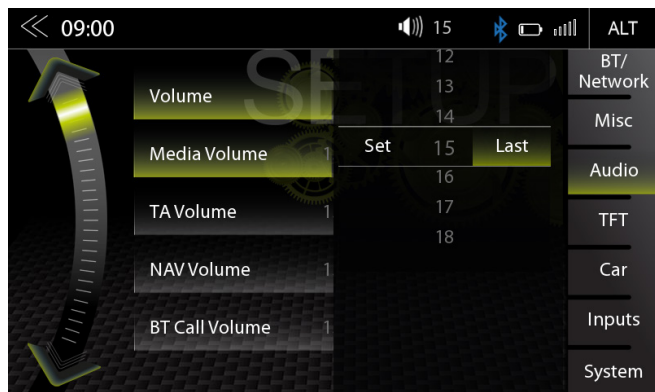 09:00
15
ALT
SETUP
Volume
Media Volume
TA Volume
NAV Volume
BT Call Volume
12
13
14
Set 15 Last
16
17
18
BT/
Network
Misc
Audio
TFT
Car
Inputs
System